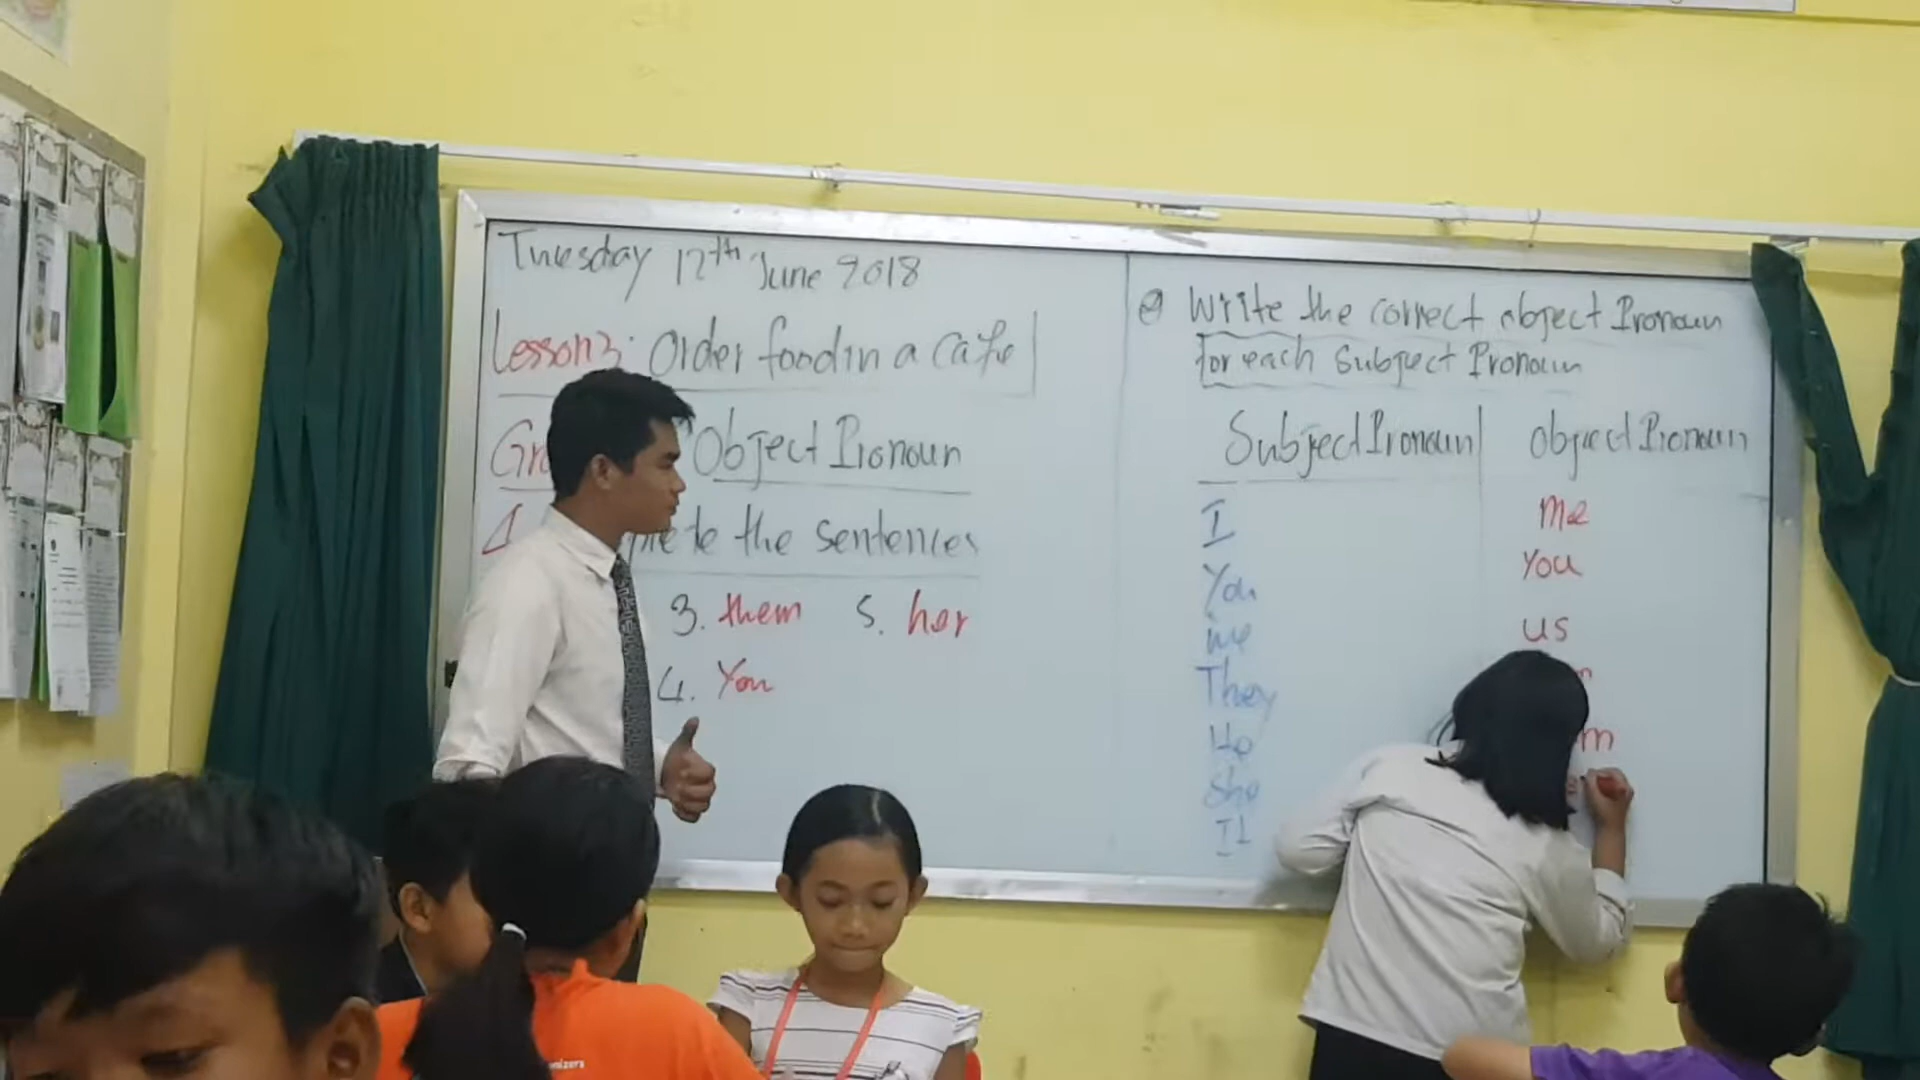 Tuesday 12th June 2018
Lesson 3: Order food in a cafe
Object Pronoun
the sentences
3. them 5. her
4. You
Write the correct object Pronoun
for each Subject Pronoun
Subject Pronoun object Pronoun
I me
You You
we us
They
He
She
It